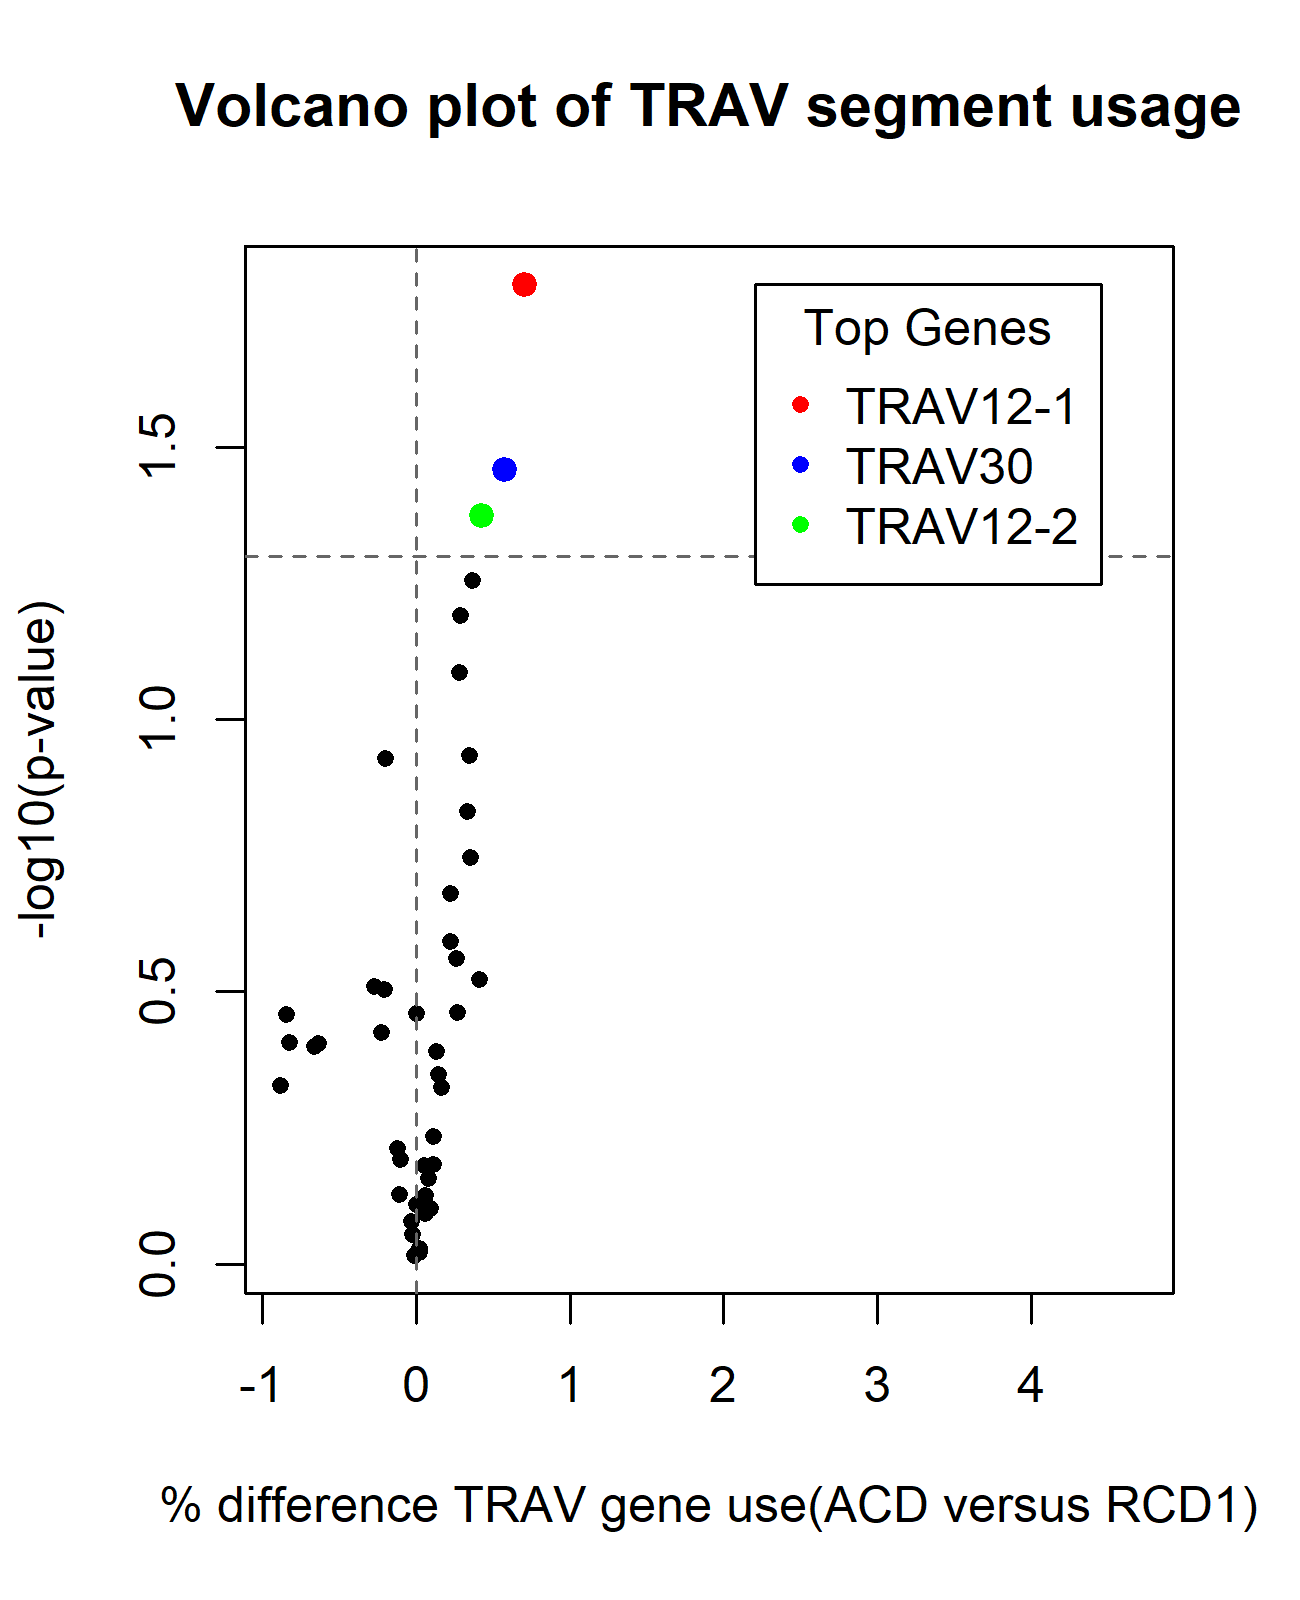 Volcano plot of TRAV segment usage
Top Genes
TRAV12-1
TRAV30
TRAV12-2
-log10(p-value)
1.5
1.0
0.5
0.0
-1 0 1 2 3 4
% difference TRAV gene use(ACD versus RCD1)